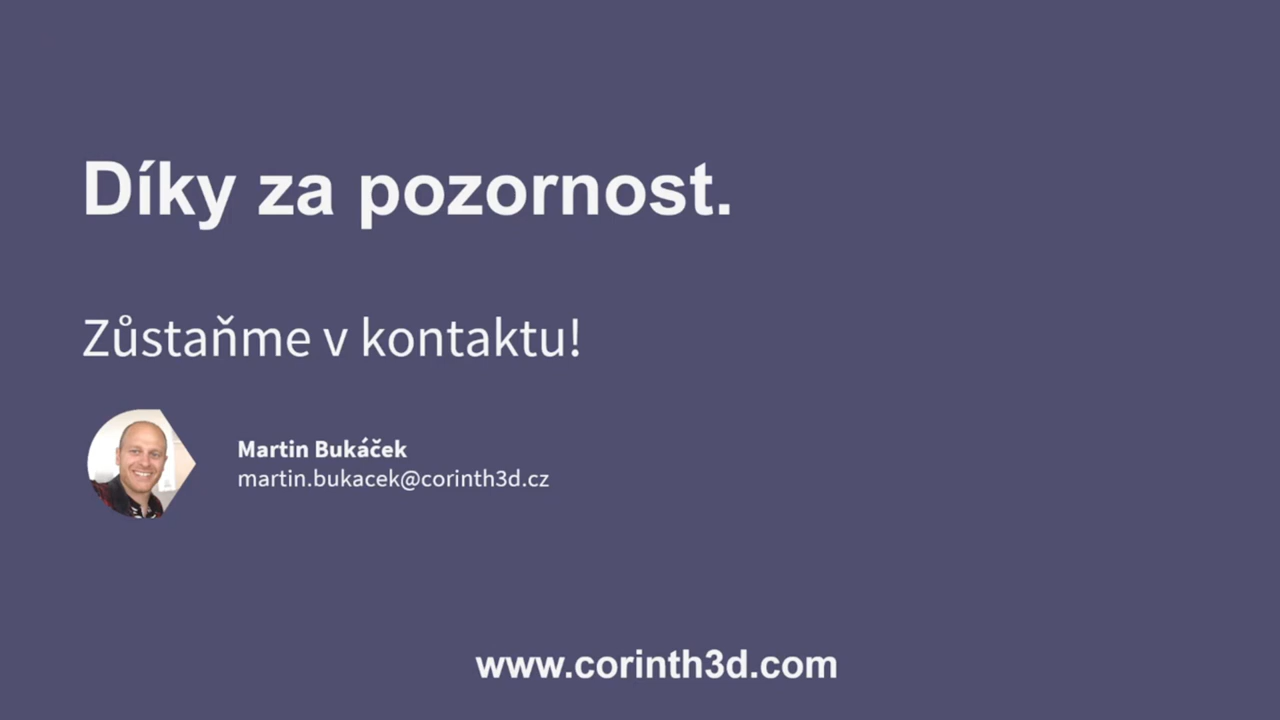 Díky za pozornost.
Zůstaňme v kontaktu!
Martin Bukáček
martin.bukacek@corinth3d.cz
www.corinth3d.com